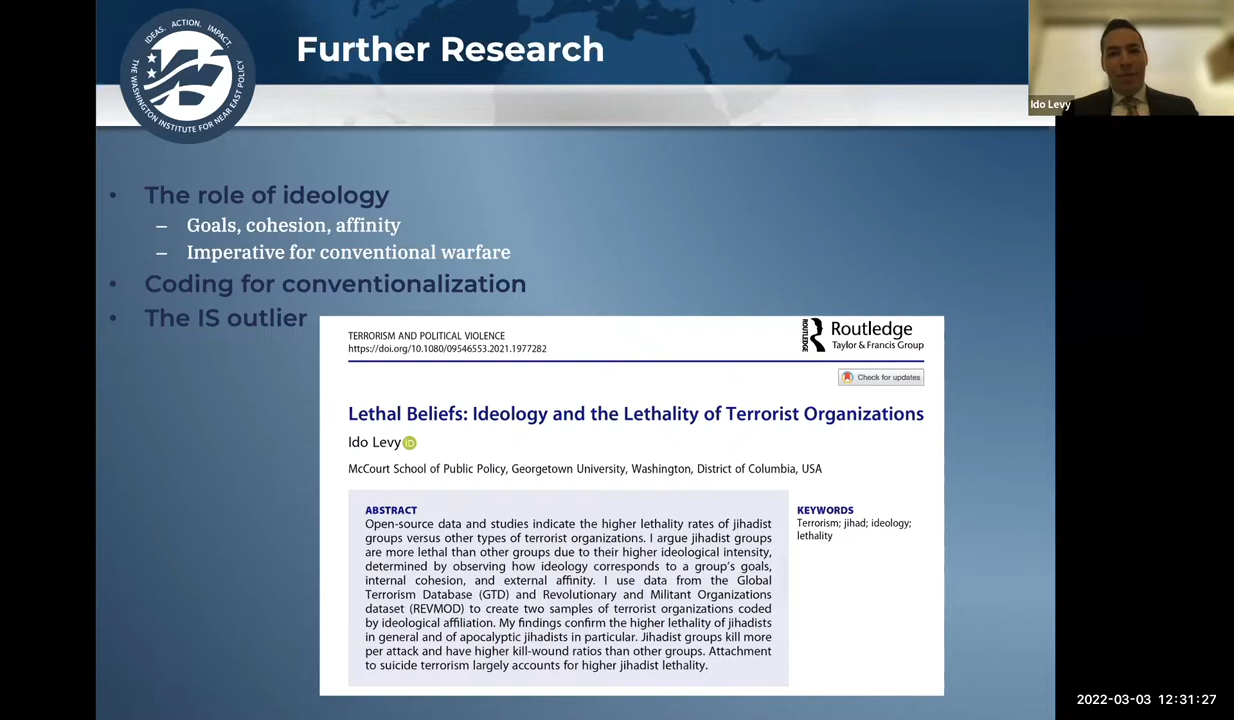 IDEAS. ACTION. IMPACT.
THE WASHINGTON INSTITUTE FOR NEAR EAST POLICY
Further Research
Ido Levy
• The role of ideology
– Goals, cohesion, affinity
– Imperative for conventional warfare
• Coding for conventionalization
• The IS outlier
TERRORISM AND POLITICAL VIOLENCE
https://doi.org/10.1080/09546553.2021.1977282
ROUTLEDGE
Routledge
Taylor & Francis Group
Check for updates
Lethal Beliefs: Ideology and the Lethality of Terrorist Organizations
Ido Levy iD
McCourt School of Public Policy, Georgetown University, Washington, District of Columbia, USA
ABSTRACT
Open-source data and studies indicate the higher lethality rates of jihadist
groups versus other types of terrorist organizations. I argue jihadist groups
are more lethal than other groups due to their higher ideological intensity,
determined by observing how ideology corresponds to a group's goals,
internal cohesion, and external affinity. I use data from the Global
Terrorism Database (GTD) and Revolutionary and Militant Organizations
dataset (REVMOD) to create two samples of terrorist organizations coded
by ideological affiliation. My findings confirm the higher lethality of jihadists
in general and of apocalyptic jihadists in particular. Jihadist groups kill more
per attack and have higher kill-wound ratios than other groups. Attachment
to suicide terrorism largely accounts for higher jihadist lethality.
KEYWORDS
Terrorism; jihad; ideology;
lethality
2022-03-03 12:31:27